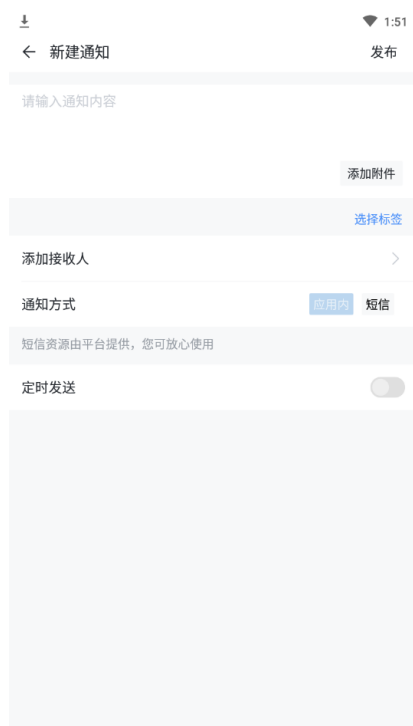 1:51
新建通知 发布
请输入通知内容
添加附件
选择标签
添加接收人
通知方式 应用内 短信
短信资源由平台提供，您可放心使用
定时发送